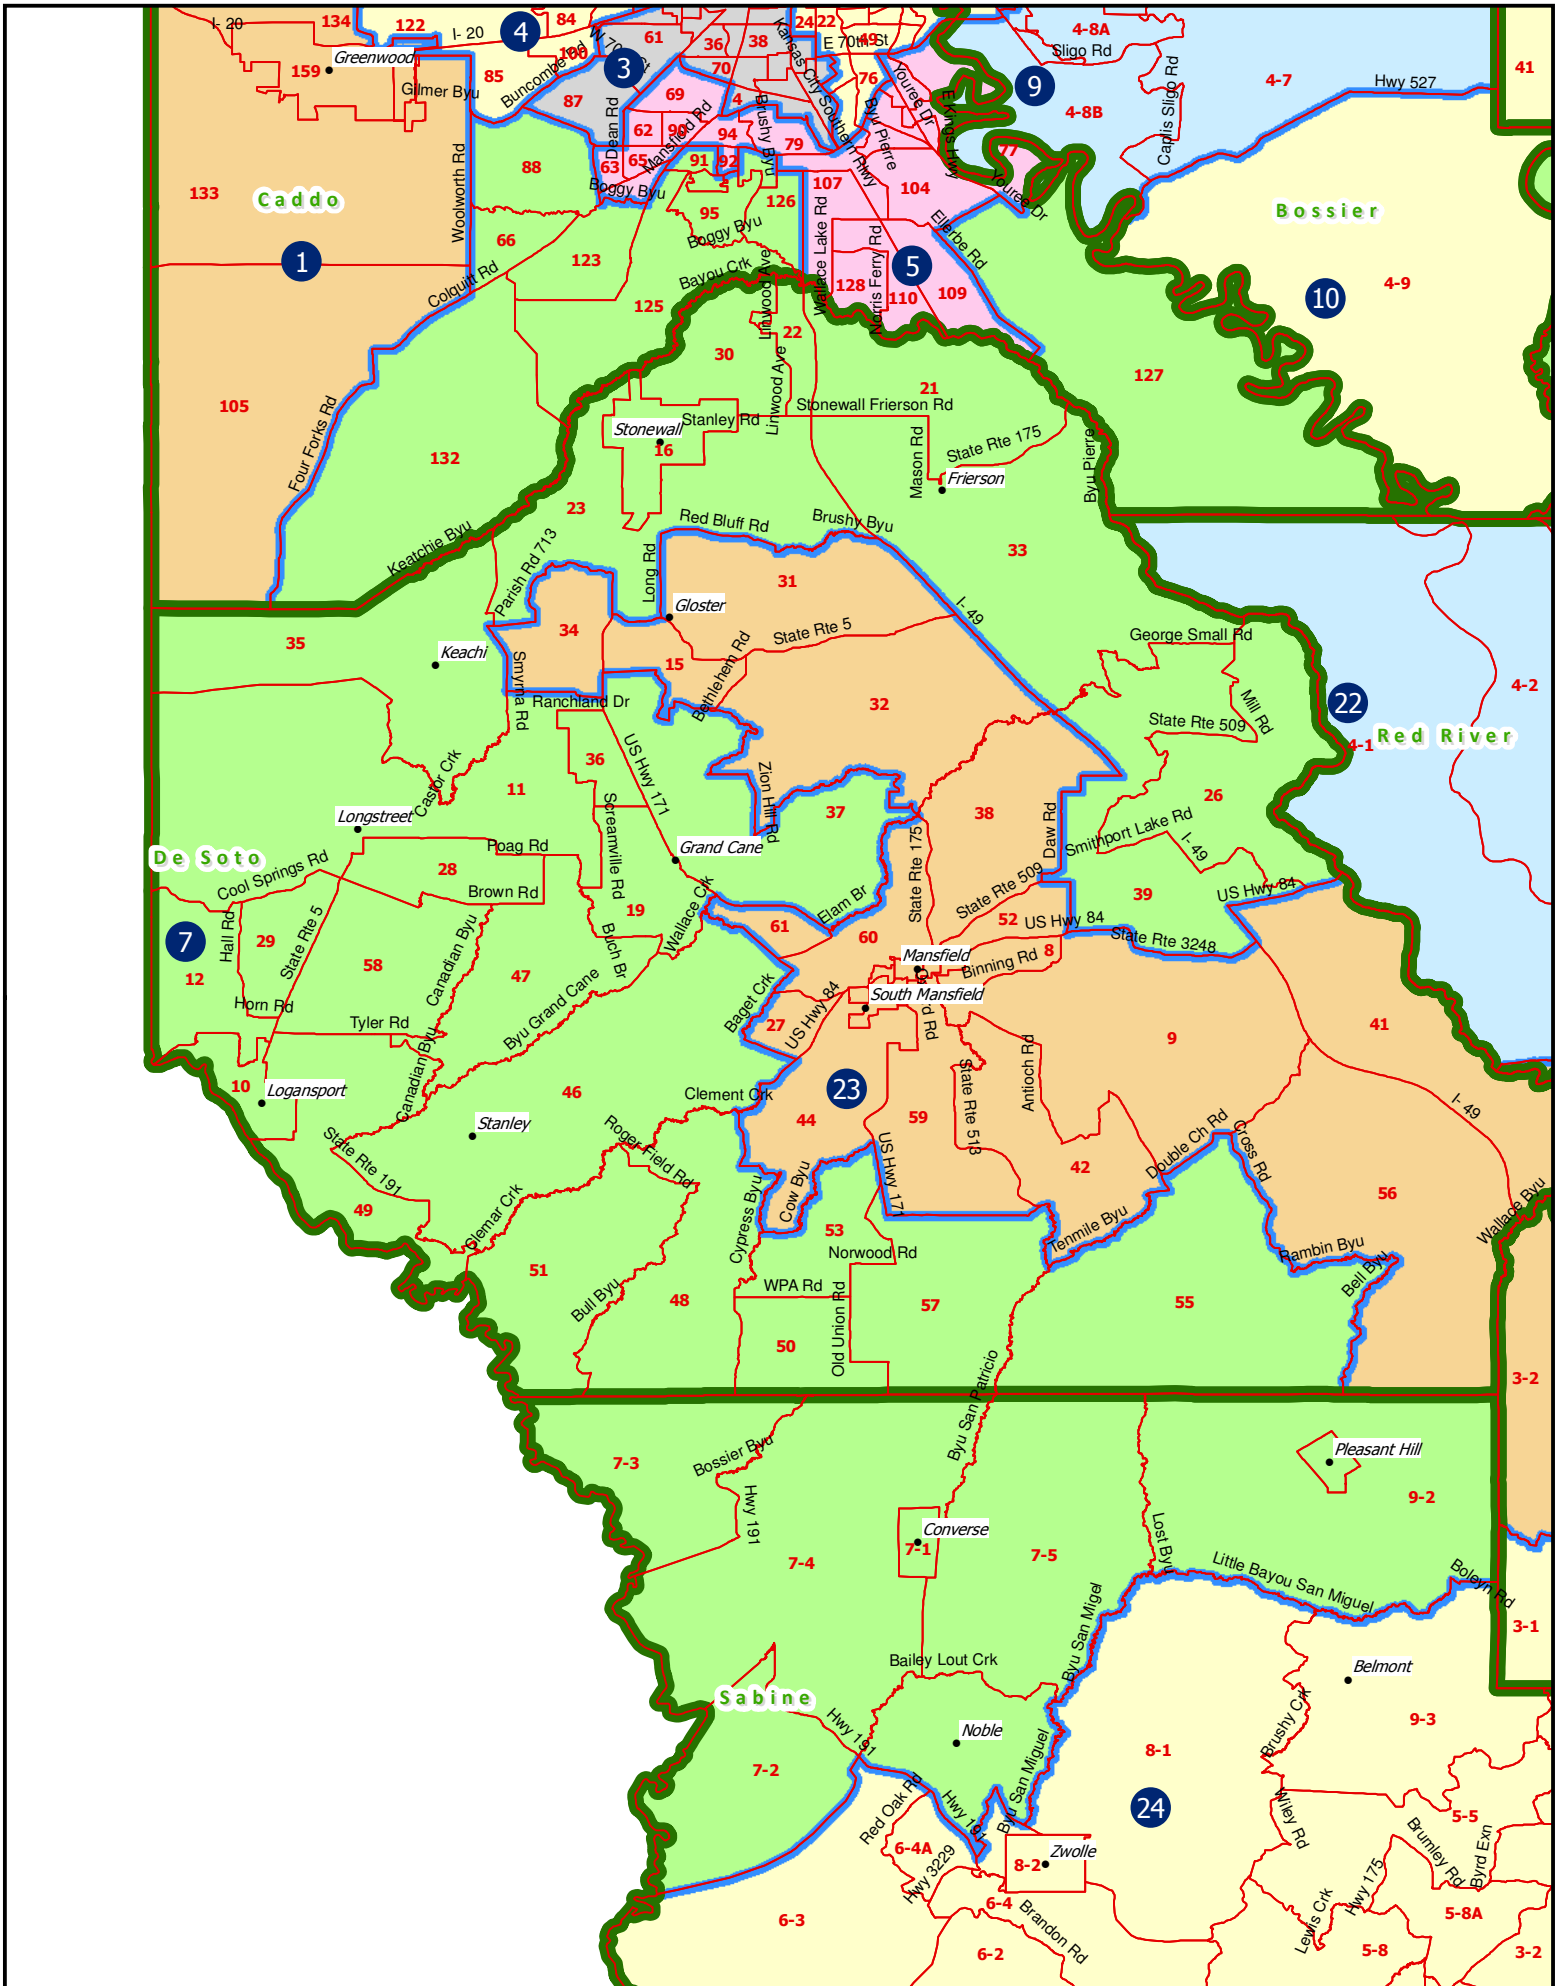 I- 20
134
122
I- 20
4
84
100
W 70th St
61
36
38
24
22
49
E 70th St
4-8A
Sligo Rd
41
159
Greenwood
Gilmer Byu
85
Buncombe Rd
3
70
Kansas City Southern Rlwy
76
Youree Dr
9
4-7
Hwy 527
87
Dean Rd
69
4
Brushy Byu
Byu Pierre
E Kings Hwy
4-8B
Caplis Sligo Rd
62
90
Mansfield Rd
94
79
77
133
Caddo
Woolworth Rd
88
63
65
91
92
Boggy Byu
107
104
Youree Dr
Bossier
126
95
Boggy Byu
Wallace Lake Rd
Ellerbe Rd
66
123
1
Colquitt Rd
Bayou Crk
Linwood Ave
Norris Ferry Rd
5
128
110
109
10
4-9
125
22
30
Linwood Ave
21
127
105
Four Forks Rd
Stonewall Frierson Rd
Stanley Rd
Stonewall
16
132
Mason Rd
State Rte 175
Frierson
Byu Pierre
23
Keatchie Byu
Red Bluff Rd
Brushy Byu
33
Parish Rd 713
Long Rd
31
Gloster
I- 49
34
35
Keachi
15
State Rte 5
Bethlehem Rd
George Small Rd
Smyrna Rd
Ranchland Dr
32
Mill Rd
22
4-2
State Rte 509
4-1
Red River
36
US Hwy 171
Zion Hill Rd
11
Castor Crk
Longstreet
Screamville Rd
37
38
26
Daw Rd
Smithport Lake Rd
I- 49
De Soto
Poag Rd
Grand Cane
State Rte 175
Cool Springs Rd
28
Brown Rd
Wallace Crk
Elam Br
State Rte 509
39
US Hwy 84
19
61
60
52
US Hwy 84
State Rte 3248
7
Hall Rd
29
State Rte 5
58
Canadian Byu
47
Buch Br
Mansfield
Binning Rd
8
12
Horn Rd
Tyler Rd
Byu Grand Cane
Baget Crk
27
US Hwy 84
South Mansfield
41
9
10
Logansport
Canadian Byu
46
Clement Crk
23
Antioch Rd
State Rte 513
I- 49
44
59
Stanley
State Rte 191
Roger Field Rd
US Hwy 171
42
Double Ch Rd
Cross Rd
56
Wallace Byu
49
Clemar Crk
Cypress Byu
Cow Byu
53
Tenmile Byu
Norwood Rd
Rambin Byu
51
Bull Byu
48
WPA Rd
Old Union Rd
57
55
Bell Byu
50
3-2
Byu San Patricio
7-3
Bossier Byu
Hwy 191
Pleasant Hill
9-2
Converse
7-1
7-4
7-5
Lost Byu
Little Bayou San Miguel
Boleyn Rd
3-1
Byu San Migel
Bailey Lout Crk
Belmont
Sabine
Hwy 191
Noble
Brushy Crk
9-3
8-1
7-2
Byu San Miguel
Red Oak Rd
Hwy 191
24
Wiley Rd
5-5
Brumley Rd
Byrd Exn
6-4A
Hwy 3229
8-2
Zwolle
Hwy 175
6-3
6-4
Brandon Rd
Lewis Crk
5-8A
6-2
5-8
3-2